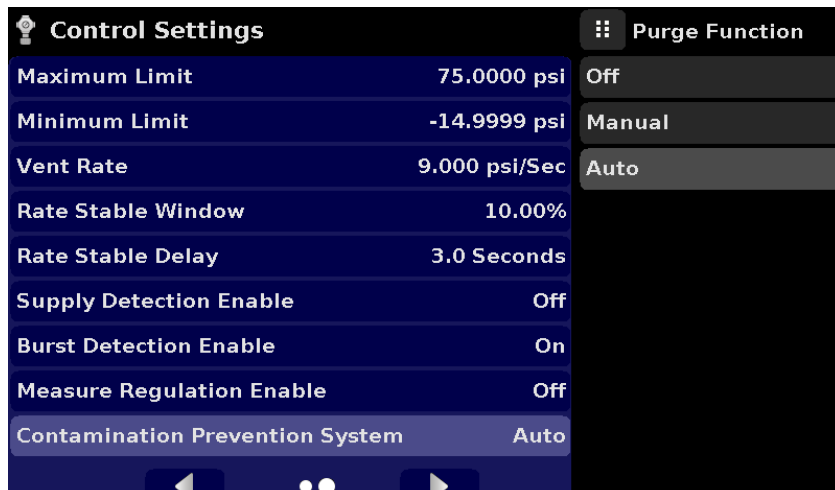 Control Settings
Maximum Limit 75.0000 psi
Minimum Limit -14.9999 psi
Vent Rate 9.000 psi/Sec
Rate Stable Window 10.00%
Rate Stable Delay 3.0 Seconds
Supply Detection Enable Off
Burst Detection Enable On
Measure Regulation Enable Off
Contamination Prevention System Auto
Purge Function
Off
Manual
Auto